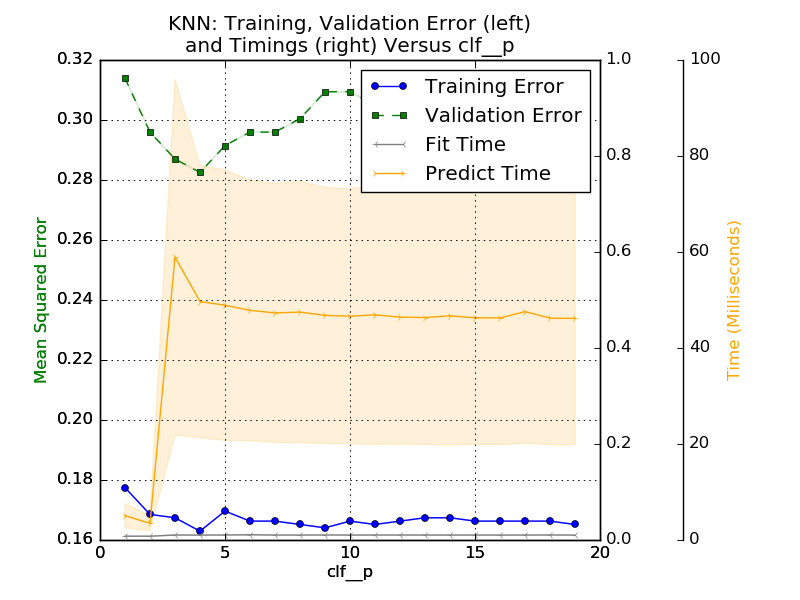 KNN: Training, Validation Error (left)
and Timings (right) Versus clf__p
Mean Squared Error
0.32
0.30
0.28
0.26
0.24
0.22
0.20
0.18
0.16
0
5
10
15
20
clf__p
Training Error
Validation Error
Fit Time
Predict Time
1.0
0.8
0.6
0.4
0.2
0.0
100
80
60
40
20
0
Time (Milliseconds)